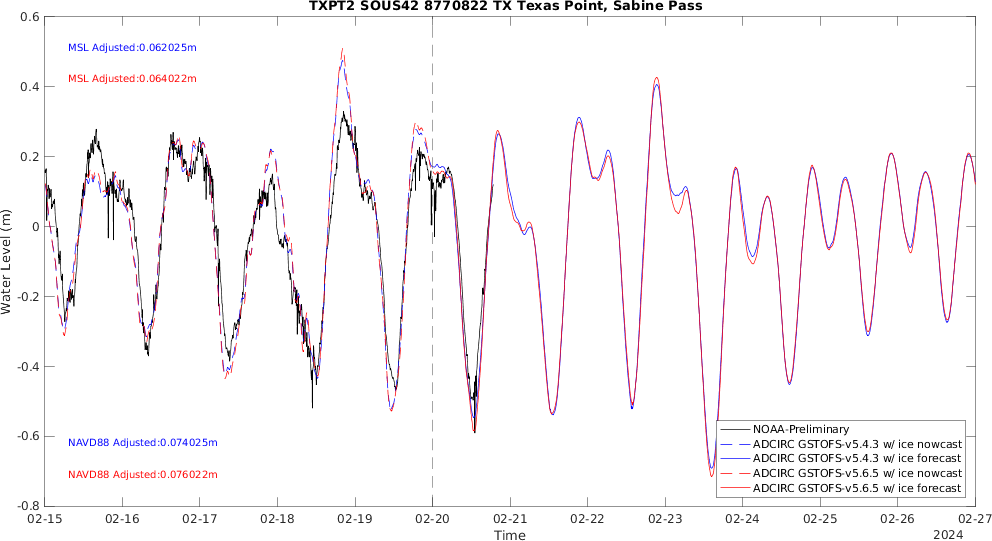 TXPT2 SOUS42 8770822 TX Texas Point, Sabine Pass
0.6
0.4
0.2
0
-0.2
-0.4
-0.6
-0.8
Water Level (m)
MSL Adjusted:0.062025m
MSL Adjusted:0.064022m
NAVD88 Adjusted:0.074025m
NAVD88 Adjusted:0.076022m
NOAA-Preliminary
ADCIRC GSTOFS-v5.4.3 w/ ice nowcast
ADCIRC GSTOFS-v5.4.3 w/ ice forecast
ADCIRC GSTOFS-v5.6.5 w/ ice nowcast
ADCIRC GSTOFS-v5.6.5 w/ ice forecast
02-15 02-16 02-17 02-18 02-19 02-20 02-21 02-22 02-23 02-24 02-25 02-26 02-27
Time
2024